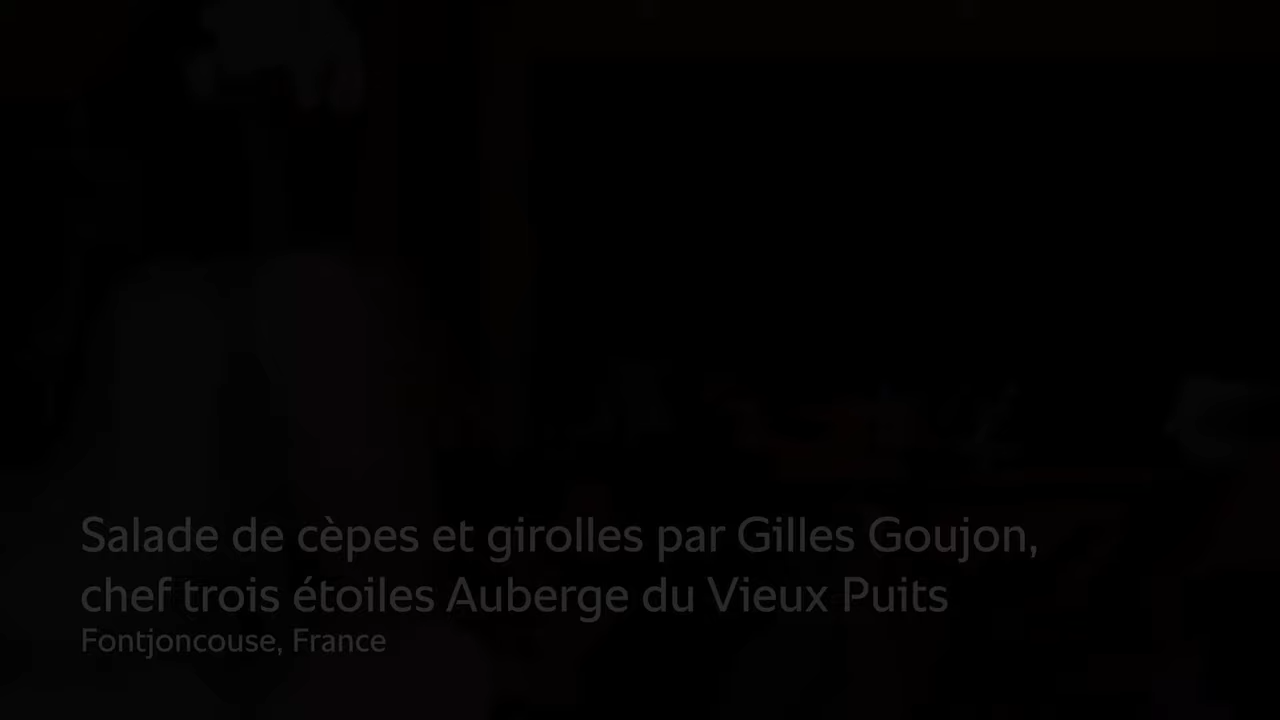 Salade de cèpes et girolles par Gilles Goujon,
chef trois étoiles Auberge du Vieux Puits
Fontjoncouse, France